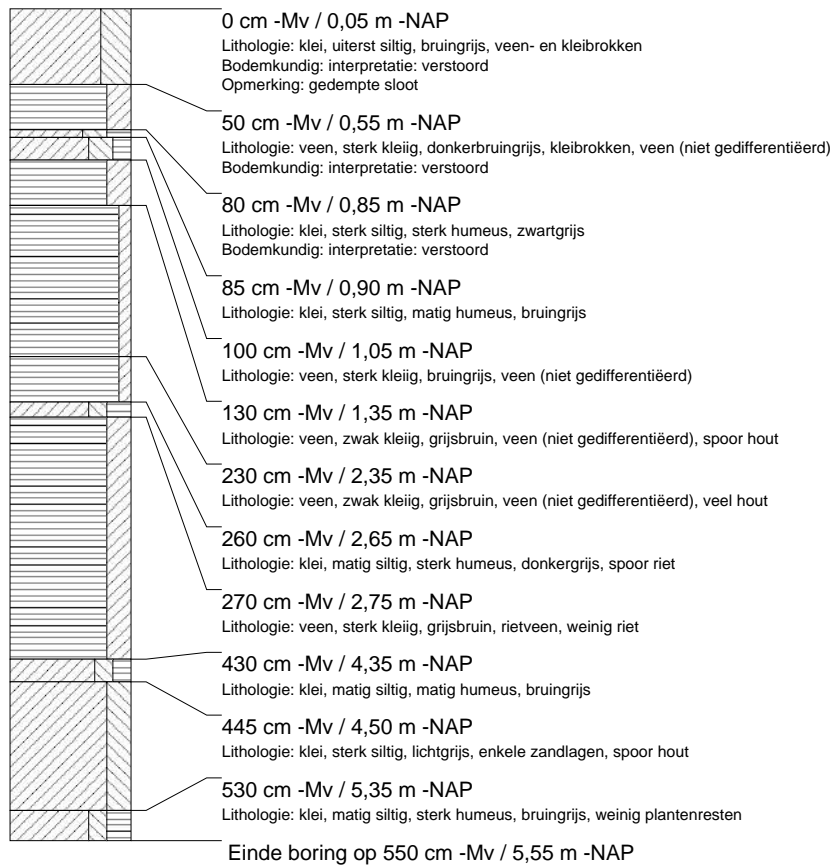 0 cm -Mv / 0,05 m -NAP
Lithologie: klei, uiterst siltig, bruingrijs, veen- en kleibrokken
Bodemkundig: interpretatie: verstoord
Opmerking: gedempte sloot
50 cm -Mv / 0,55 m -NAP
Lithologie: veen, sterk kleiig, donkerbruingrijs, kleibrokken, veen (niet gedifferentiëerd)
Bodemkundig: interpretatie: verstoord
80 cm -Mv / 0,85 m -NAP
Lithologie: klei, sterk siltig, sterk humeus, zwartgrijs
Bodemkundig: interpretatie: verstoord
85 cm -Mv / 0,90 m -NAP
Lithologie: klei, sterk siltig, matig humeus, bruingrijs
100 cm -Mv / 1,05 m -NAP
Lithologie: veen, sterk kleiig, bruingrijs, veen (niet gedifferentiëerd)
130 cm -Mv / 1,35 m -NAP
Lithologie: veen, zwak kleiig, grijsbruin, veen (niet gedifferentiëerd), spoor hout
230 cm -Mv / 2,35 m -NAP
Lithologie: veen, zwak kleiig, grijsbruin, veen (niet gedifferentiëerd), veel hout
260 cm -Mv / 2,65 m -NAP
Lithologie: klei, matig siltig, sterk humeus, donkergrijs, spoor riet
270 cm -Mv / 2,75 m -NAP
Lithologie: veen, sterk kleiig, grijsbruin, rietveen, weinig riet
430 cm -Mv / 4,35 m -NAP
Lithologie: klei, matig siltig, matig humeus, bruingrijs
445 cm -Mv / 4,50 m -NAP
Lithologie: klei, sterk siltig, lichtgrijs, enkele zandlagen, spoor hout
530 cm -Mv / 5,35 m -NAP
Lithologie: klei, matig siltig, sterk humeus, bruingrijs, weinig plantenresten
Einde boring op 550 cm -Mv / 5,55 m -NAP